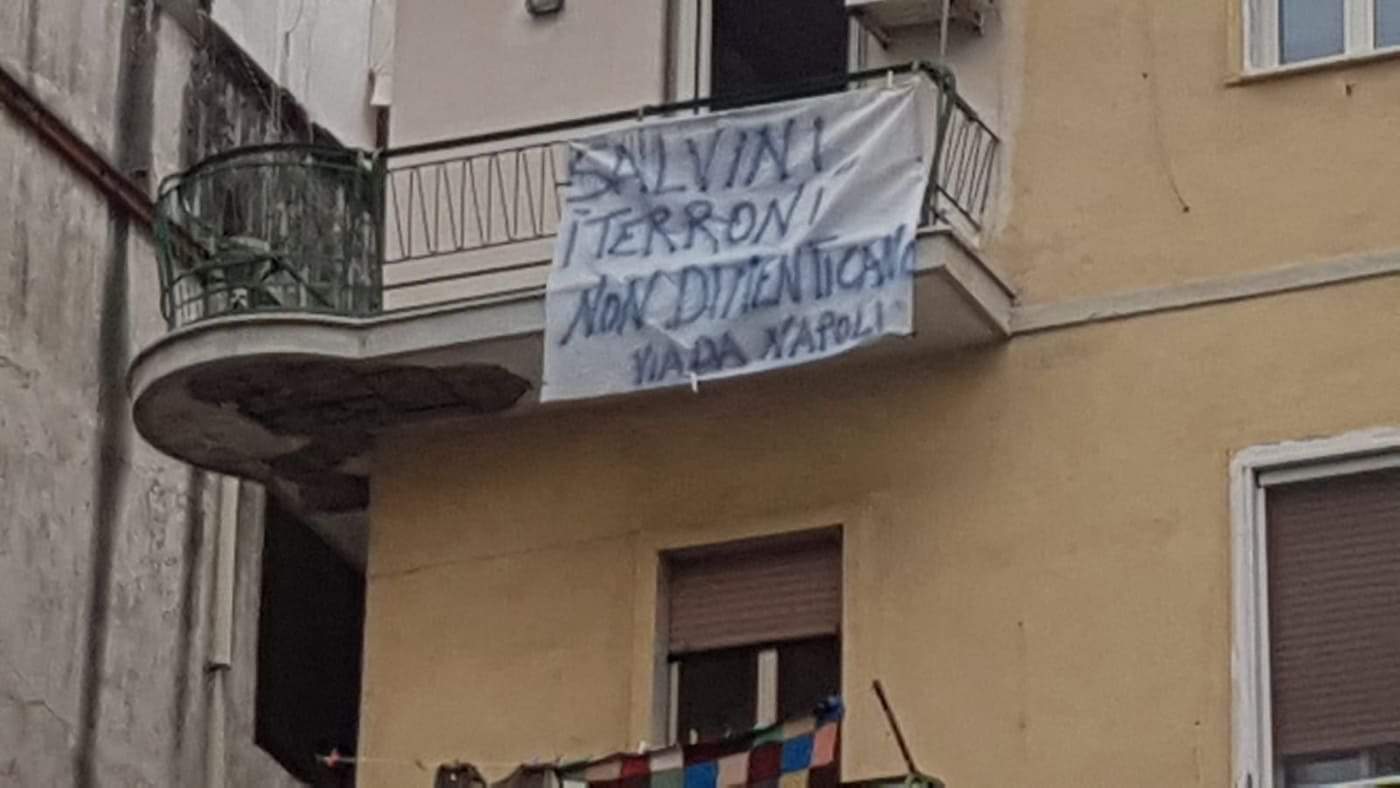 SALVINI
i TERRONI
NON DIMENTICANO
VIA DA NAPOLI